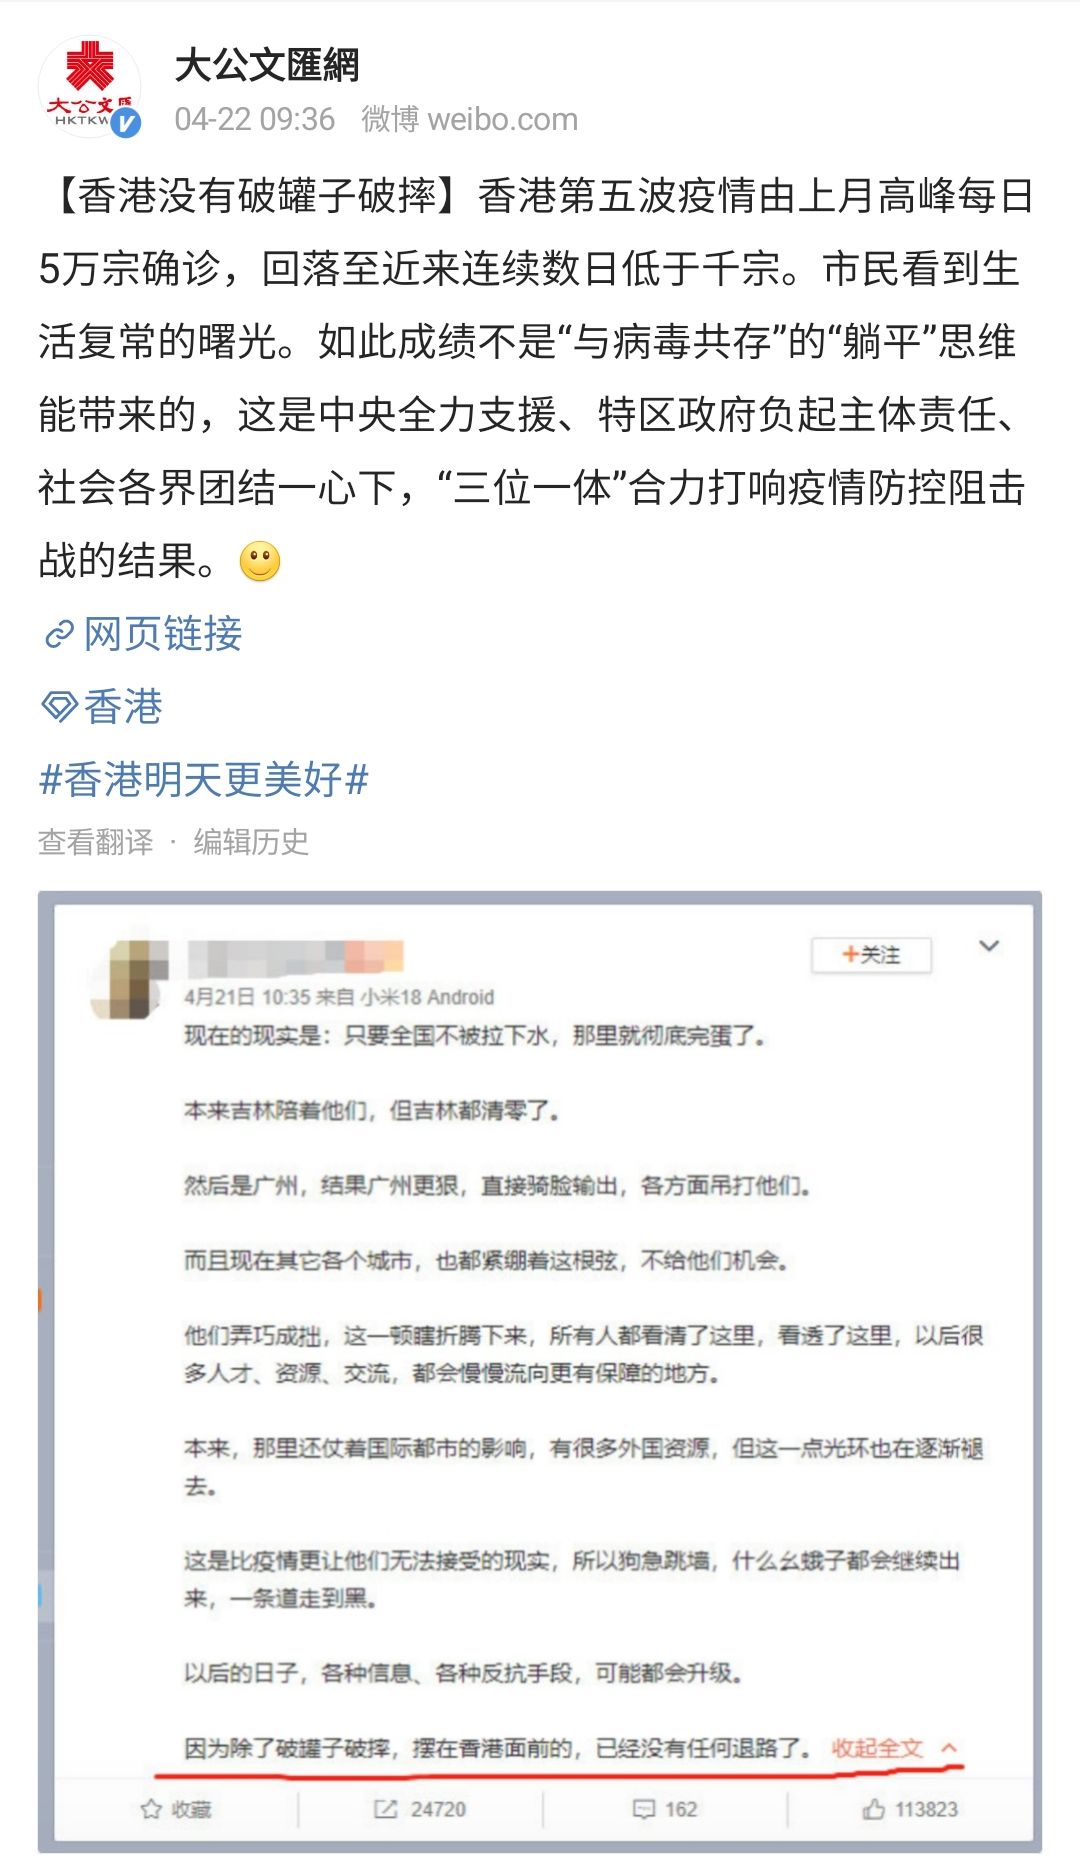 大公文匯
HKTKW
大公文匯網
04-22 09:36 微博 weibo.com
【香港没有破罐子破摔】香港第五波疫情由上月高峰每日
5万宗确诊，回落至近来连续数日低于千宗。市民看到生
活复常的曙光。如此成绩不是“与病毒共存”的“躺平”思维
能带来的，这是中央全力支援、特区政府负起主体责任、
社会各界团结一心下，“三位一体”合力打响疫情防控阻击
战的结果。
网页链接
香港
#香港明天更美好#
查看翻译 · 编辑历史
+关注
4月21日 10:35 来自 小米18 Android
现在的现实是：只要全国不被拉下水，那里就彻底完蛋了。
本来吉林陪着他们，但吉林都清零了。
然后是广州，结果广州更狠，直接骑脸输出，各方面吊打他们。
而且现在其它各个城市，也都紧绷着这根弦，不给他们机会。
他们弄巧成拙，这一顿瞎折腾下来，所有人都看清了这里，看透了这里，以后很
多人才、资源、交流，都会慢慢流向更有保障的地方。
本来，那里还仗着国际都市的影响，有很多外国资源，但这一点光环也在逐渐褪
去。
这是比疫情更让他们无法接受的现实，所以狗急跳墙，什么幺蛾子都会继续出
来，一条道走到黑。
以后的日子，各种信息、各种反抗手段，可能都会升级。
因为除了破罐子破摔，摆在香港面前的，已经没有任何退路了。 收起全文
收藏 24720 162 113823